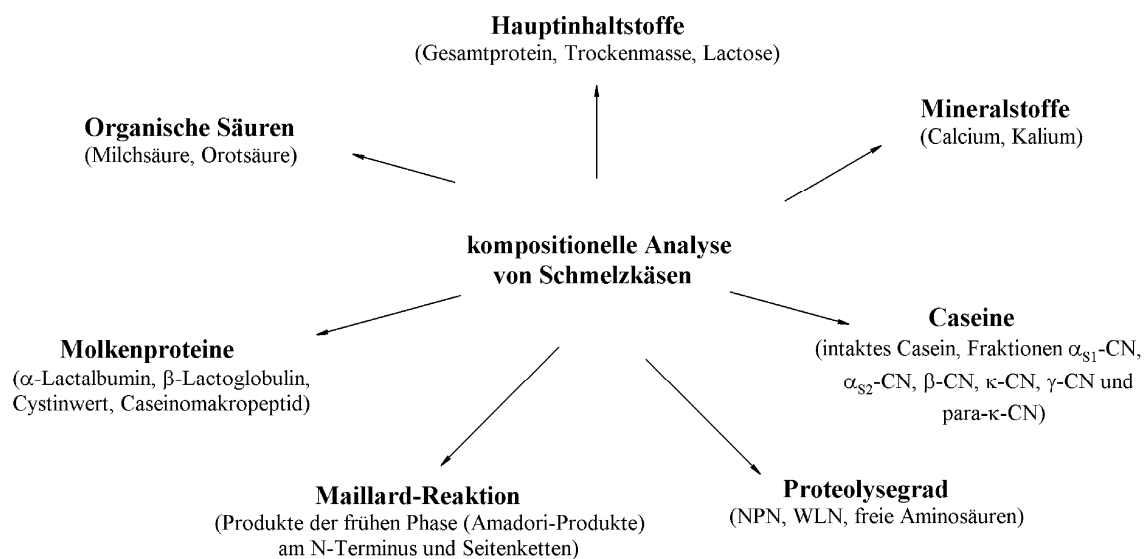 Hauptinhaltstoffe
(Gesamtprotein, Trockenmasse, Lactose)
Organische Säuren
(Milchsäure, Orotsäure)
Mineralstoffe
(Calcium, Kalium)
kompositionelle Analyse
von Schmelzkäsen
Molkenproteine
(α-Lactalbumin, β-Lactoglobulin,
Cystinwert, Caseinomakropeptid)
Caseine
(intaktes Casein, Fraktionen αS1-CN,
αS2-CN, β-CN, κ-CN, γ-CN und
para-κ-CN)
Maillard-Reaktion
(Produkte der frühen Phase (Amadori-Produkte)
am N-Terminus und Seitenketten)
Proteolysegrad
(NPN, WLN, freie Aminosäuren)